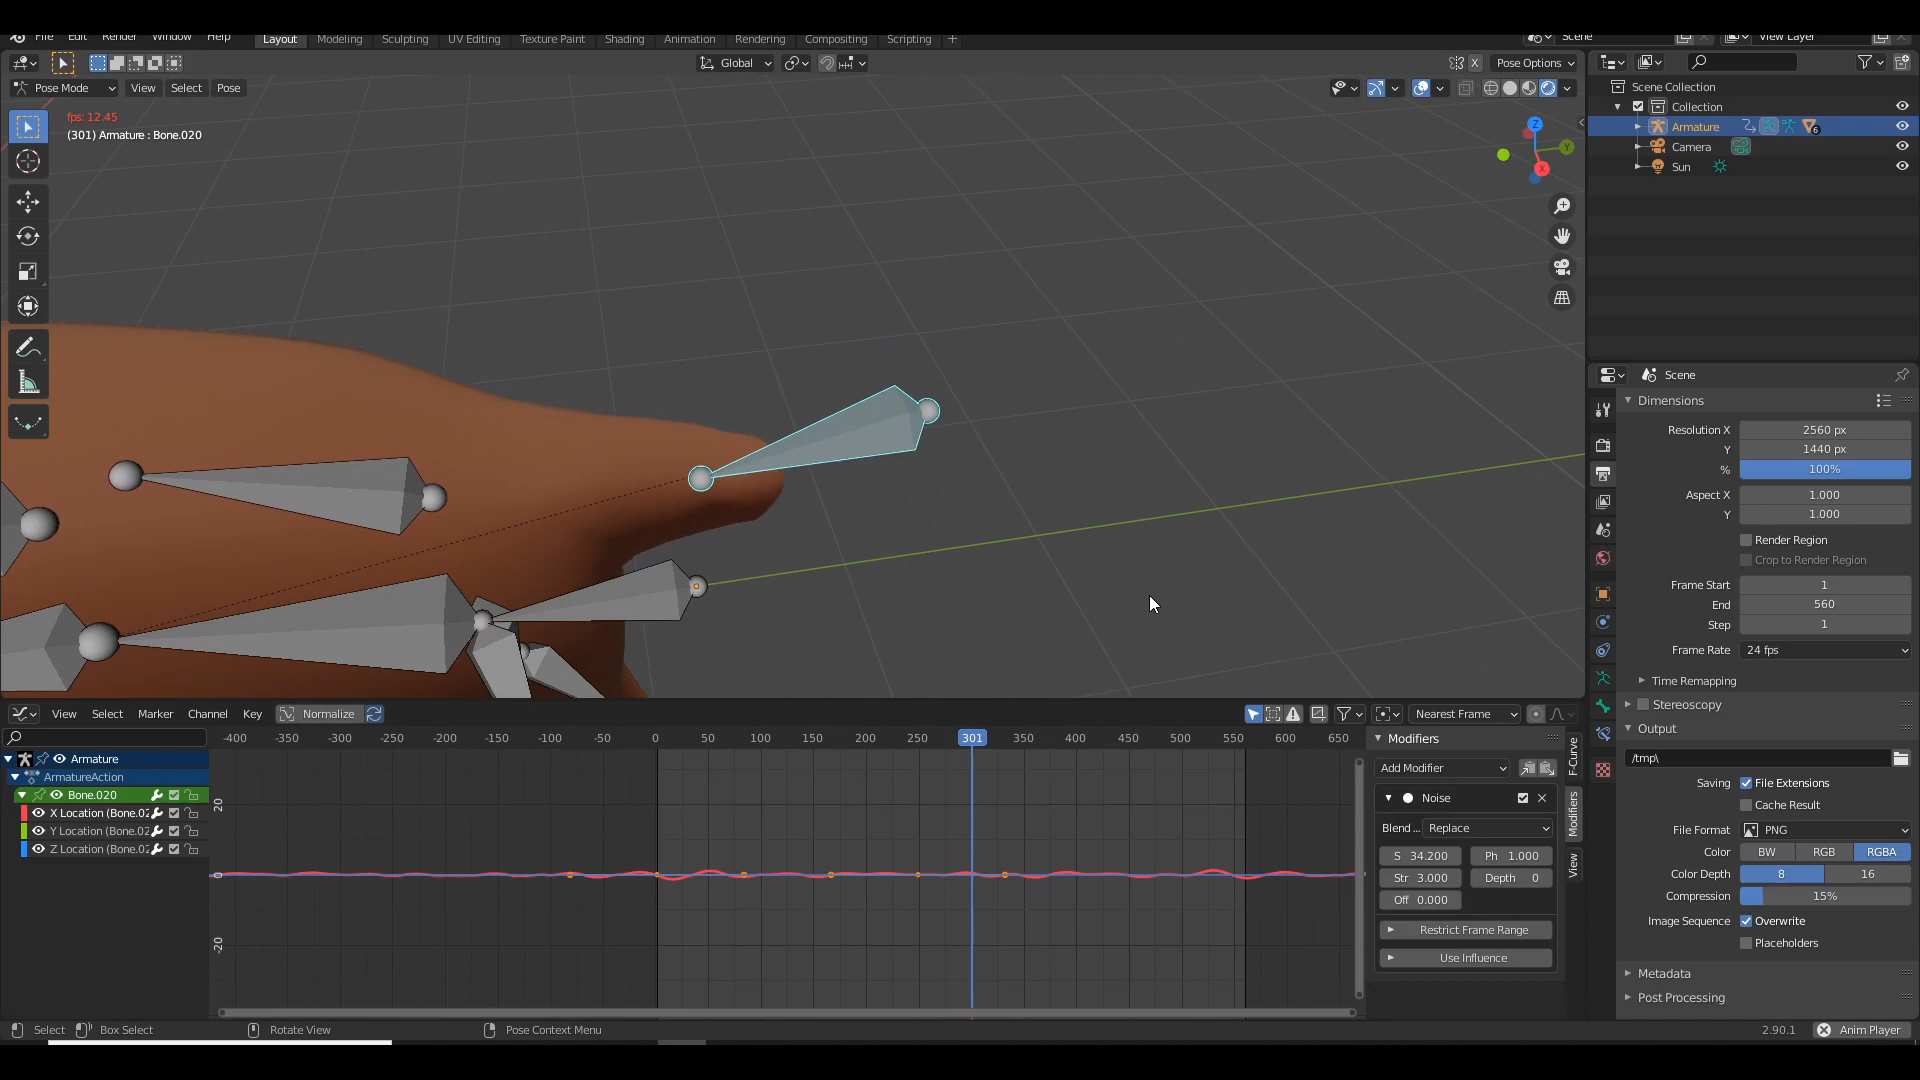 File Edit Render Window Help
Layout Modeling Sculpting UV Editing Texture Paint Shading Animation Rendering Compositing Scripting +
Scene View Layer
Global X Pose Options
Pose Mode View Select Pose
fps: 12.45
(301) Armature : Bone.020
Z
Y
X
Scene Collection
Collection
Armature 6
Camera
Sun
Scene
Dimensions
Resolution X 2560 px
Y 1440 px
% 100%
Aspect X 1.000
Y 1.000
Render Region
Crop to Render Region
Frame Start 1
End 560
Step 1
Frame Rate 24 fps
Time Remapping
Stereoscopy
Output
/tmp\
Saving File Extensions
Cache Result
File Format PNG
Color BW RGB RGBA
Color Depth 8 16
Compression 15%
Image Sequence Overwrite
Placeholders
Metadata
Post Processing
View Select Marker Channel Key Normalize Nearest Frame
-400 -350 -300 -250 -200 -150 -100 -50 0 50 100 150 200 250 301 350 400 450 500 550 600 650
Armature
ArmatureAction
Bone.020
X Location (Bone.02
Y Location (Bone.02
Z Location (Bone.02
20
0
-20
Modifiers
Add Modifier
Noise
Blend... Replace
S 34.200 Ph 1.000
Str 3.000 Depth 0
Off 0.000
Restrict Frame Range
Use Influence
F-Curve
Modifiers
View
Select Box Select Rotate View Pose Context Menu 2.90.1 Anim Player